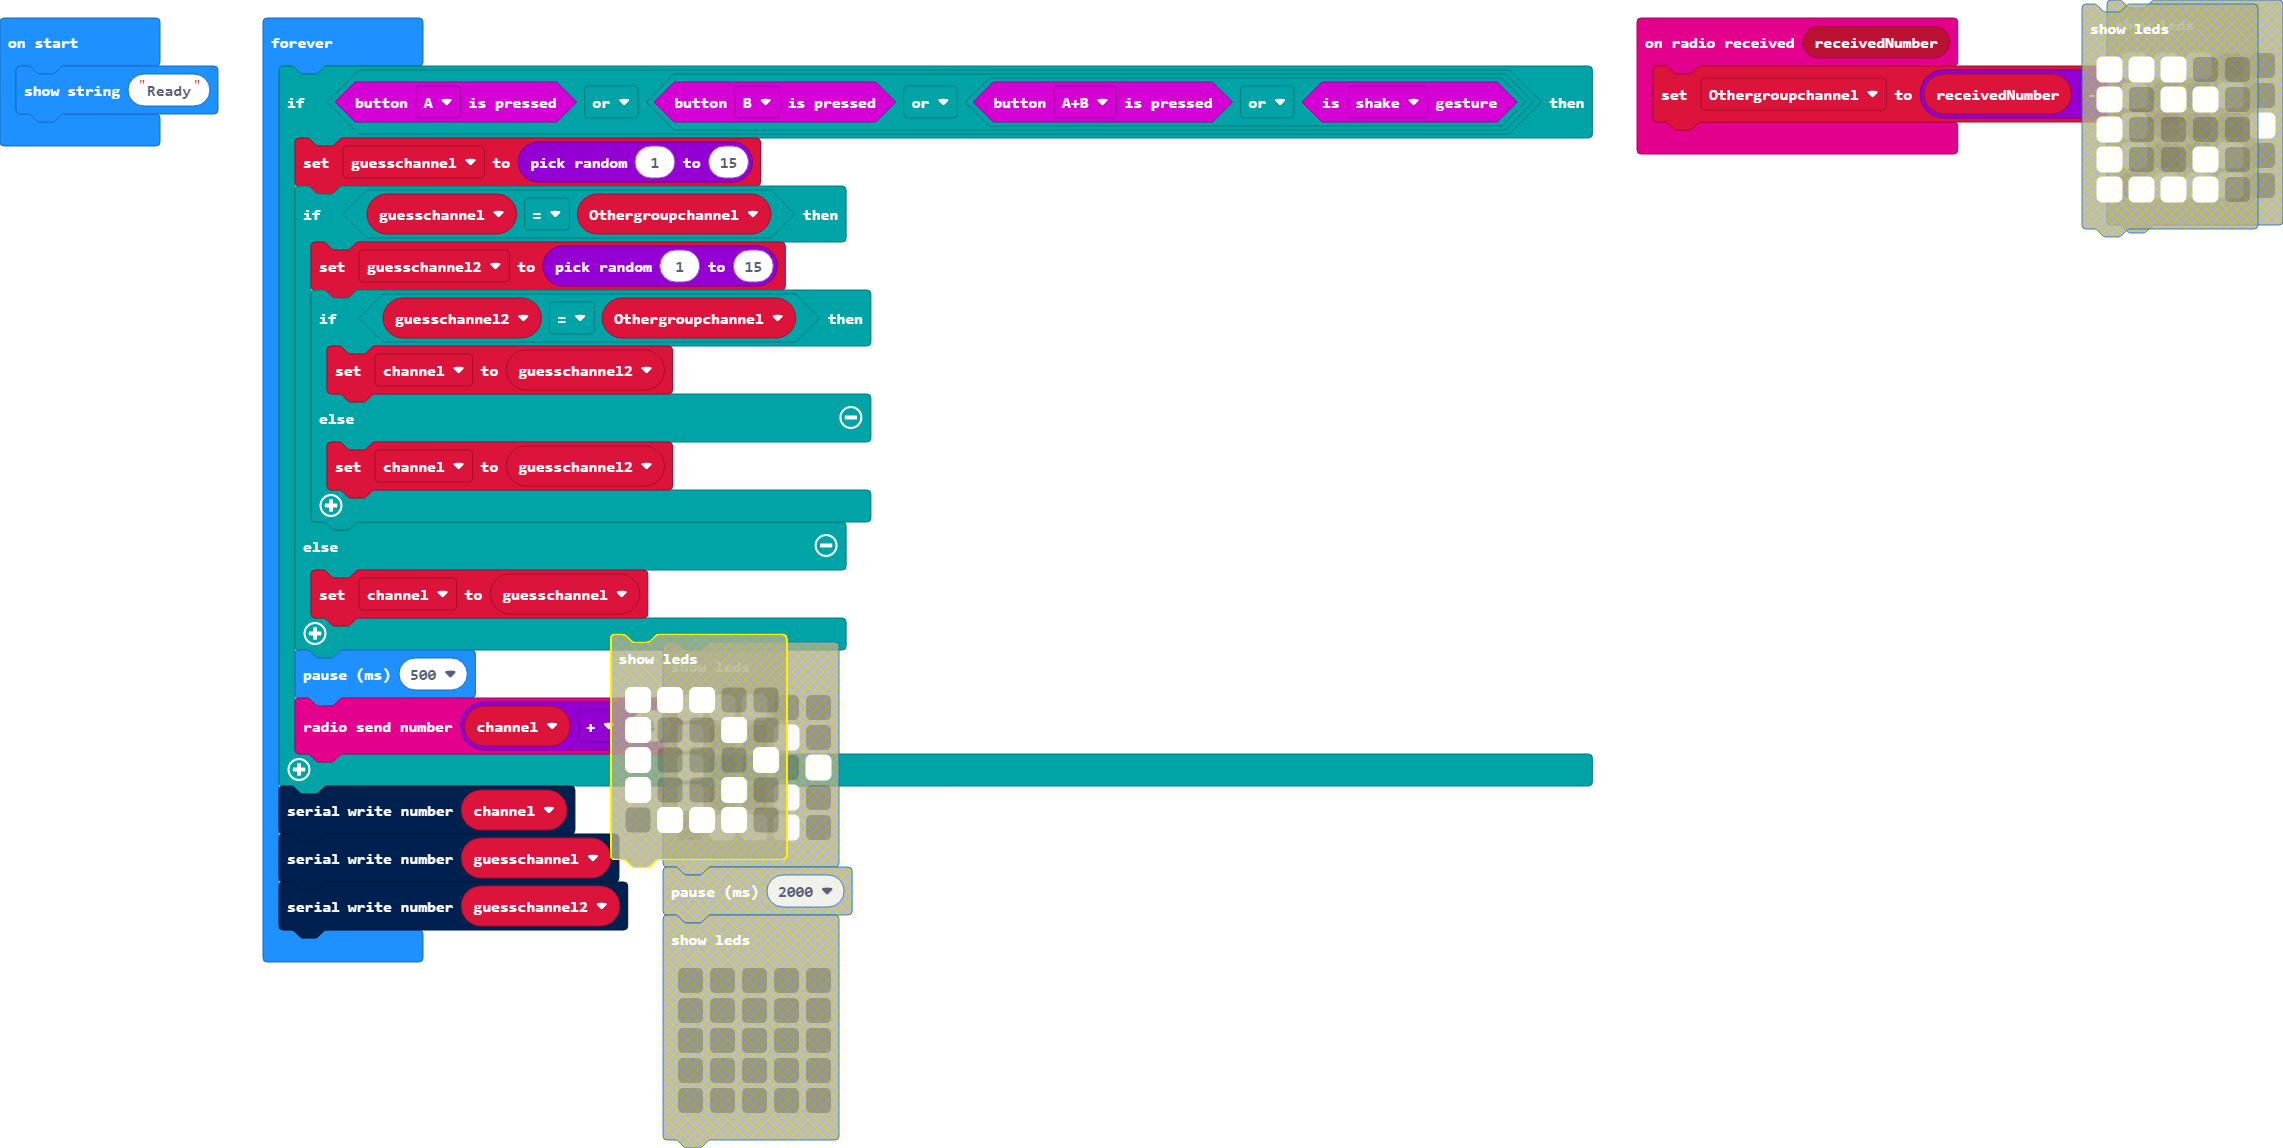 on start
show string "Ready"
forever
if button A is pressed or button B is pressed or button A+B is pressed or is shake gesture then
set guesschannel to pick random 1 to 15
if guesschannel = Othergroupchannel then
set guesschannel2 to pick random 1 to 15
if guesschannel2 = Othergroupchannel then
set channel to guesschannel2
else
set channel to guesschannel2
else
set channel to guesschannel
pause (ms) 500
radio send number channel +
serial write number channel
serial write number guesschannel
serial write number guesschannel2
show leds
show leds
pause (ms) 2000
show leds
on radio received receivedNumber
set Othergroupchannel to receivedNumber -
show leds